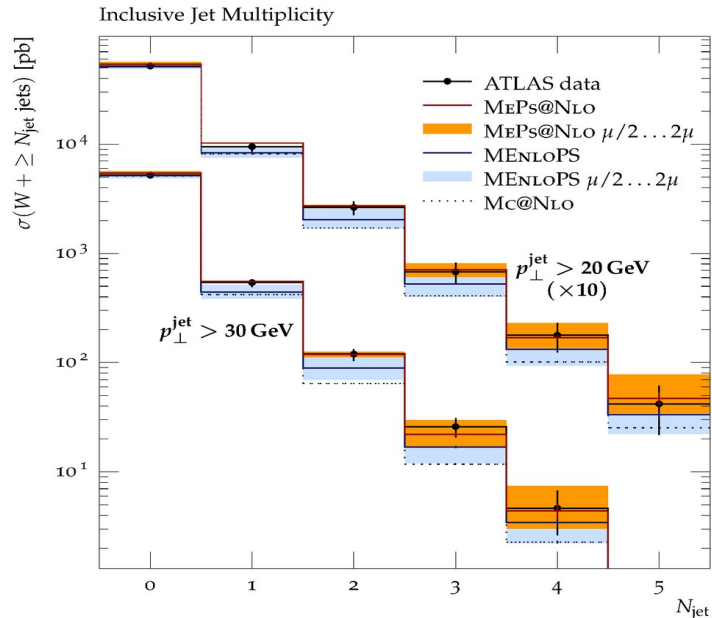 Inclusive Jet Multiplicity
σ(W + ≥ N_jet jets) [pb]
10^4
10^3
10^2
10^1
ATLAS data
MEPS@NLO
MEPS@NLO μ/2 . . . 2μ
MENLOPS
MENLOPS μ/2 . . . 2μ
MC@NLO
p_⊥^jet > 20 GeV
(×10)
p_⊥^jet > 30 GeV
0 1 2 3 4 5
N_jet